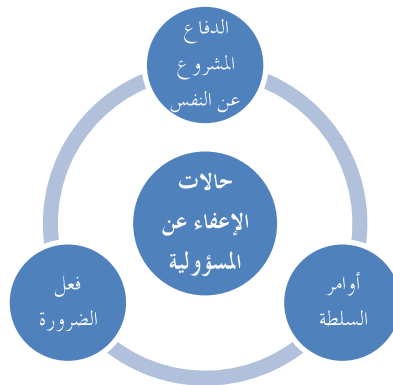 الدفاع
المشروع
عن النفس
حالات
الإعفاء عن
المسؤولية
أوامر
السلطة
فعل
الضرورة